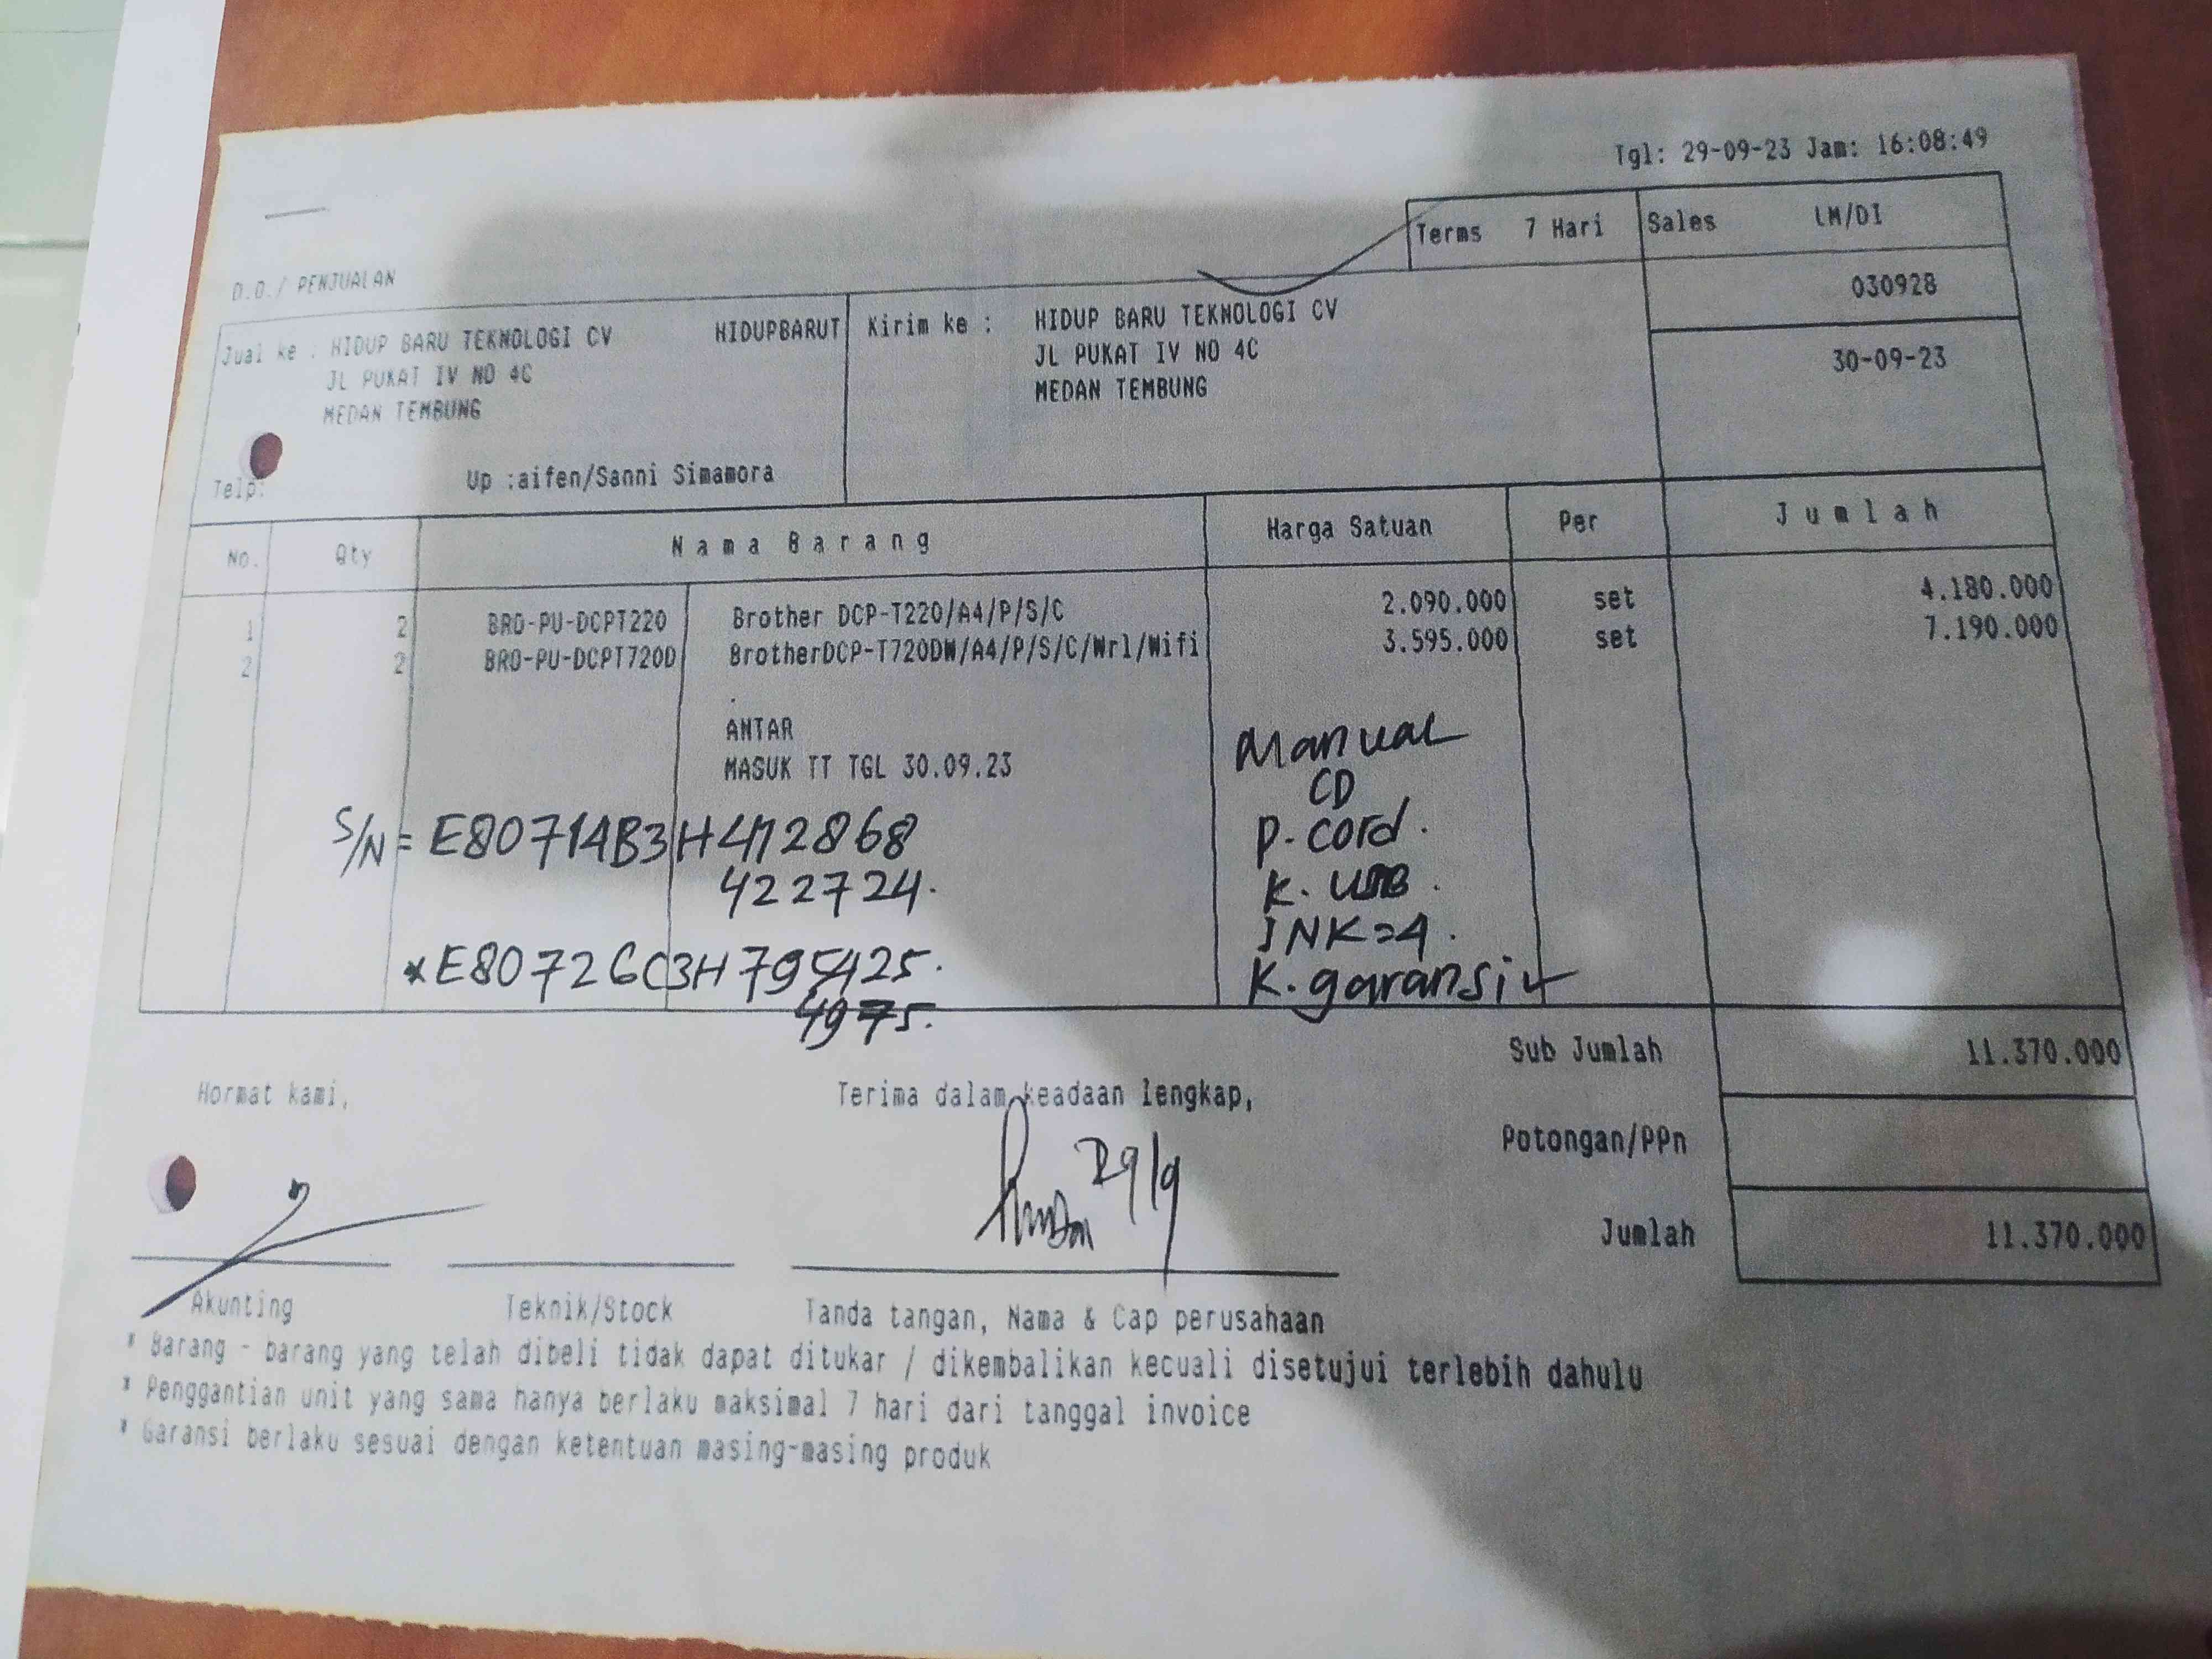 Tgl: 29-09-23 Jam: 16:08:49
Terms 7 Hari Sales LM/DI
D.O./ PENJUALAN
030928
Jual ke : HIDUP BARU TEKNOLOGI CV HIDUPBARUT
JL PUKAT IV NO 4C
MEDAN TEMBUNG
Kirim ke : HIDUP BARU TEKNOLOGI CV
JL PUKAT IV NO 4C
MEDAN TEMBUNG
30-09-23
Telp: Up :aifen/Sanni Simamora
No. Qty Nama Barang Harga Satuan Per Jumlah
1 2 BRO-PU-DCPT220 Brother DCP-T220/A4/P/S/C 2.090.000 set 4.180.000
2 2 BRO-PU-DCPT720D BrotherDCP-T720DW/A4/P/S/C/Wrl/Wifi 3.595.000 set 7.190.000
.
ANTAR
MASUK TT TGL 30.09.23
Manual
CD
P. cord.
K. USB.
INK=4.
K. garansi
S/N = E80714B3H412868
422724.
*E80726C3H795425.
4975.
Sub Jumlah 11.370.000
Potongan/PPn
Jumlah 11.370.000
Hormat kami,
Terima dalam keadaan lengkap,
29/9
Akunting Teknik/Stock Tanda tangan, Nama & Cap perusahaan
* Barang - barang yang telah dibeli tidak dapat ditukar / dikembalikan kecuali disetujui terlebih dahulu
* Penggantian unit yang sama hanya berlaku maksimal 7 hari dari tanggal invoice
* Garansi berlaku sesuai dengan ketentuan masing-masing produk